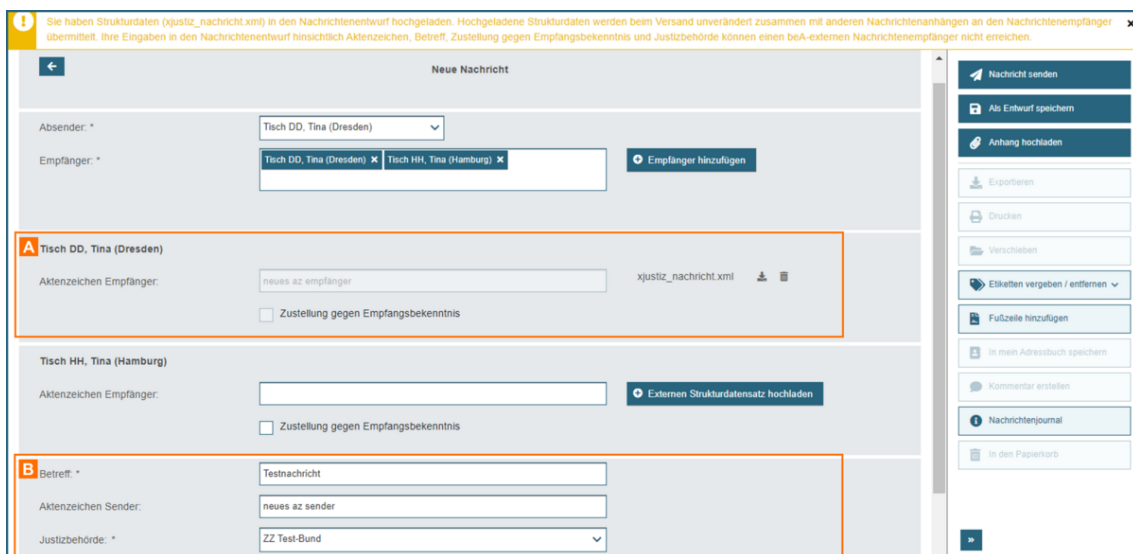 Sie haben Strukturdaten (xjustiz_nachricht.xml) in den Nachrichtenentwurf hochgeladen. Hochgeladene Strukturdaten werden beim Versand unverändert zusammen mit anderen Nachrichtenanhängen an den Nachrichtenempfänger
übermittelt. Ihre Eingaben in den Nachrichtenentwurf hinsichtlich Aktenzeichen, Betreff, Zustellung gegen Empfangsbekenntnis und Justizbehörde können einen beA-externen Nachrichtenempfänger nicht erreichen.
Neue Nachricht
Nachricht senden
Als Entwurf speichern
Absender: * Tisch DD, Tina (Dresden)
Anhang hochladen
Empfänger: * Tisch DD, Tina (Dresden) Tisch HH, Tina (Hamburg) Empfänger hinzufügen
Exportieren
Drucken
A Tisch DD, Tina (Dresden)
Verschieben
Aktenzeichen Empfänger: neues az empfänger xjustiz_nachricht.xml
Etiketten vergeben / entfernen
Zustellung gegen Empfangsbekenntnis
Fußzeile hinzufügen
Tisch HH, Tina (Hamburg)
In mein Adressbuch speichern
Aktenzeichen Empfänger: Externen Strukturdatensatz hochladen
Kommentar erstellen
Zustellung gegen Empfangsbekenntnis
Nachrichtenjournal
In den Papierkorb
B Betreff: * Testnachricht
Aktenzeichen Sender: neues az sender
Justizbehörde: * ZZ Test-Bund